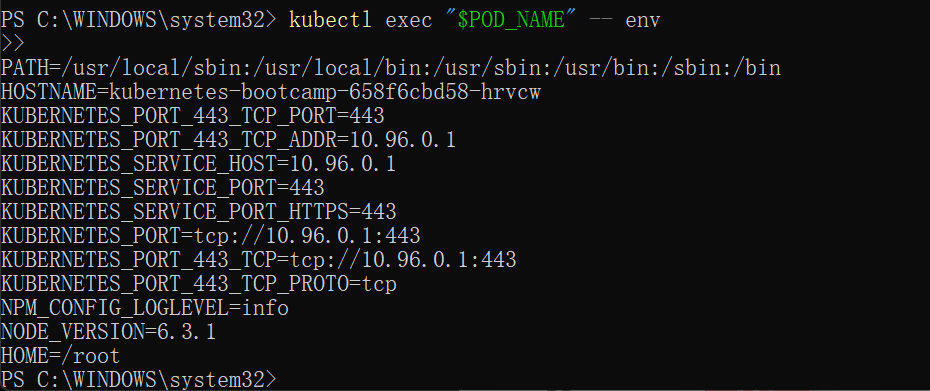 PS C:\WINDOWS\system32> kubectl exec "$POD_NAME" -- env
>>
PATH=/usr/local/sbin:/usr/local/bin:/usr/sbin:/usr/bin:/sbin:/bin
HOSTNAME=kubernetes-bootcamp-658f6cbd58-hrvcw
KUBERNETES_PORT_443_TCP_PORT=443
KUBERNETES_PORT_443_TCP_ADDR=10.96.0.1
KUBERNETES_SERVICE_HOST=10.96.0.1
KUBERNETES_SERVICE_PORT=443
KUBERNETES_SERVICE_PORT_HTTPS=443
KUBERNETES_PORT=tcp://10.96.0.1:443
KUBERNETES_PORT_443_TCP=tcp://10.96.0.1:443
KUBERNETES_PORT_443_TCP_PROTO=tcp
NPM_CONFIG_LOGLEVEL=info
NODE_VERSION=6.3.1
HOME=/root
PS C:\WINDOWS\system32>